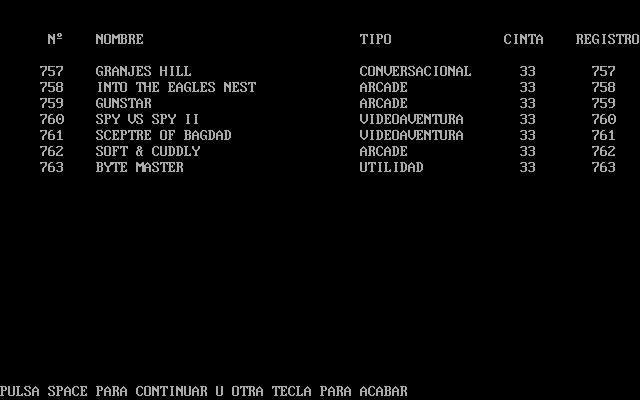 Nº NOMBRE TIPO CINTA REGISTRO
757 GRANJES HILL CONVERSACIONAL 33 757
758 INTO THE EAGLES NEST ARCADE 33 758
759 GUNSTAR ARCADE 33 759
760 SPY VS SPY II VIDEOAVENTURA 33 760
761 SCEPTRE OF BAGDAD VIDEOAVENTURA 33 761
762 SOFT & CUDDLY ARCADE 33 762
763 BYTE MASTER UTILIDAD 33 763
PULSA SPACE PARA CONTINUAR U OTRA TECLA PARA ACABAR